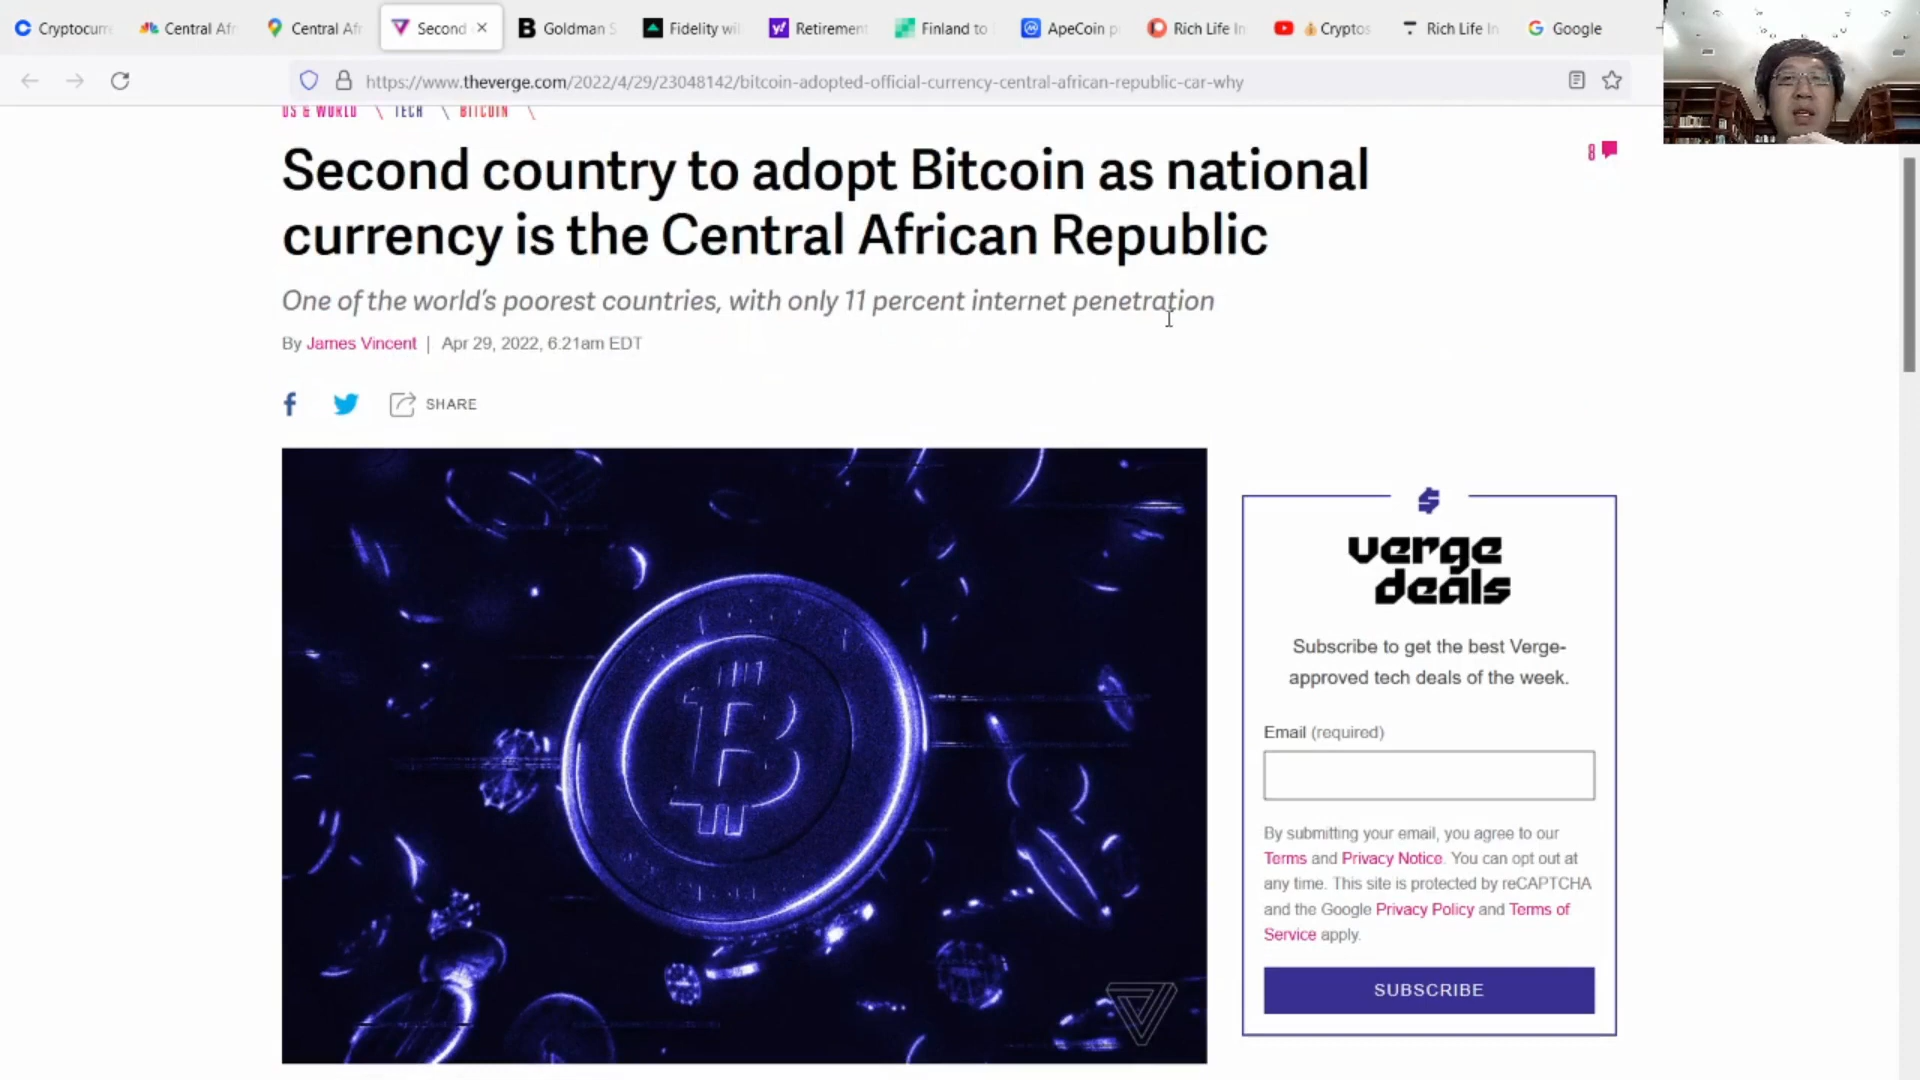 Cryptocurr
Central Afr
Central Afr
Second
Goldman S
Fidelity wil
Retirement
Finland to
ApeCoin p
Rich Life In
Cryptos
Rich Life In
Google
https://www.theverge.com/2022/4/29/23048142/bitcoin-adopted-official-currency-central-african-republic-car-why
US & WORLD \ TECH \ BITCOIN \
Second country to adopt Bitcoin as national
currency is the Central African Republic
8
One of the world's poorest countries, with only 11 percent internet penetration
By James Vincent | Apr 29, 2022, 6:21am EDT
SHARE
verge
deals
Subscribe to get the best Verge-
approved tech deals of the week.
Email (required)
By submitting your email, you agree to our
Terms and Privacy Notice. You can opt out at
any time. This site is protected by reCAPTCHA
and the Google Privacy Policy and Terms of
Service apply.
SUBSCRIBE